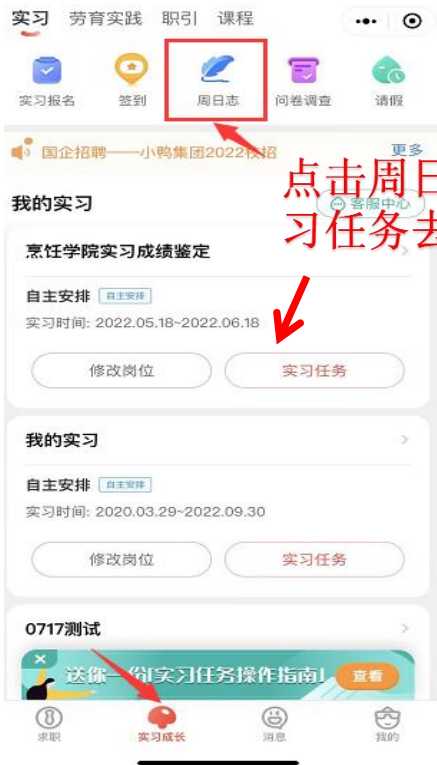 实习 劳育实践 职引 课程
实习报名 签到 周日志 问卷调查 请假
国企招聘——小鸭集团2022校招 更多
点击周日
我的实习 客服中心
习任务去
烹饪学院实习成绩鉴定
自主安排 自主安排
实习时间: 2022.05.18~2022.06.18
修改岗位 实习任务
我的实习
自主安排 自主安排
实习时间: 2020.03.29~2022.09.30
修改岗位 实习任务
0717测试
送你一份[实习任务操作指南] 查看
求职 实习成长 消息 我的